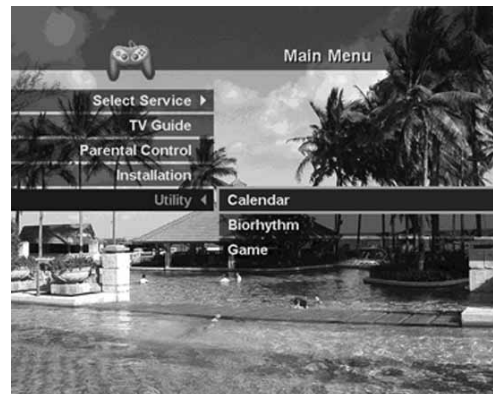 Main Menu
Select Service
TV Guide
Parental Control
Installation
Utility
Calendar
Biorhythm
Game